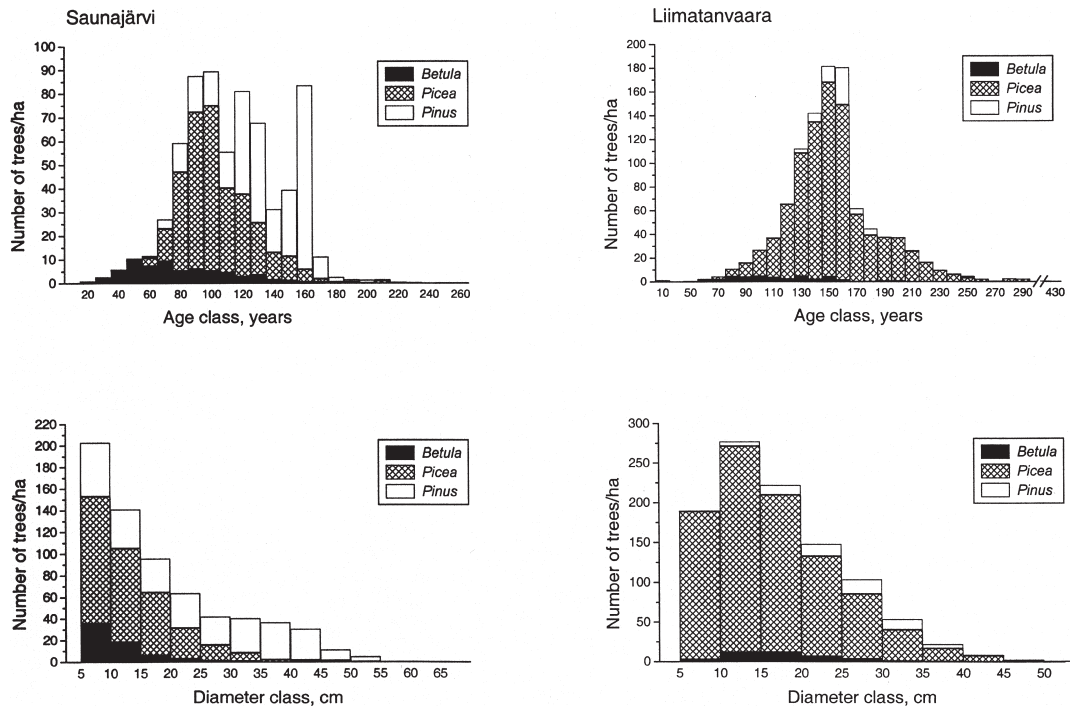 Saunajärvi
100
90
80
70
60
50
40
30
20
10
0
Number of trees/ha
Betula
Picea
Pinus
20 40 60 80 100 120 140 160 180 200 220 240 260
Age class, years
Liimatanvaara
200
180
160
140
120
100
80
60
40
20
0
Number of trees/ha
Betula
Picea
Pinus
10 50 70 90 110 130 150 170 190 210 230 250 270 290 430
Age class, years
220
200
180
160
140
120
100
80
60
40
20
0
Number of trees/ha
Betula
Picea
Pinus
5 10 15 20 25 30 35 40 45 50 55 60 65
Diameter class, cm
300
250
200
150
100
50
0
Number of trees/ha
Betula
Picea
Pinus
5 10 15 20 25 30 35 40 45 50
Diameter class, cm